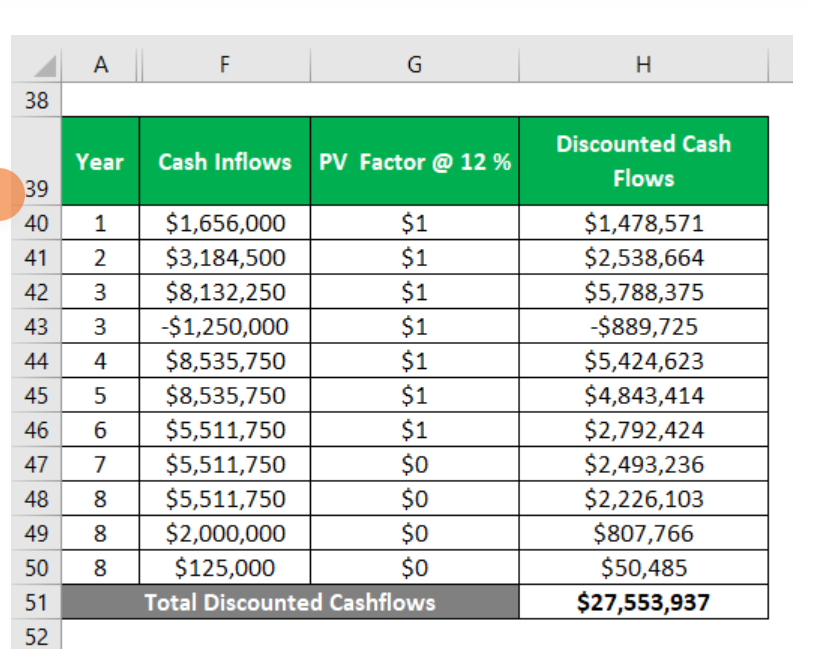 A F G H
38
39 Year Cash Inflows PV Factor @ 12 % Discounted Cash
Flows
40 1 $1,656,000 $1 $1,478,571
41 2 $3,184,500 $1 $2,538,664
42 3 $8,132,250 $1 $5,788,375
43 3 -$1,250,000 $1 -$889,725
44 4 $8,535,750 $1 $5,424,623
45 5 $8,535,750 $1 $4,843,414
46 6 $5,511,750 $1 $2,792,424
47 7 $5,511,750 $0 $2,493,236
48 8 $5,511,750 $0 $2,226,103
49 8 $2,000,000 $0 $807,766
50 8 $125,000 $0 $50,485
51 Total Discounted Cashflows $27,553,937
52